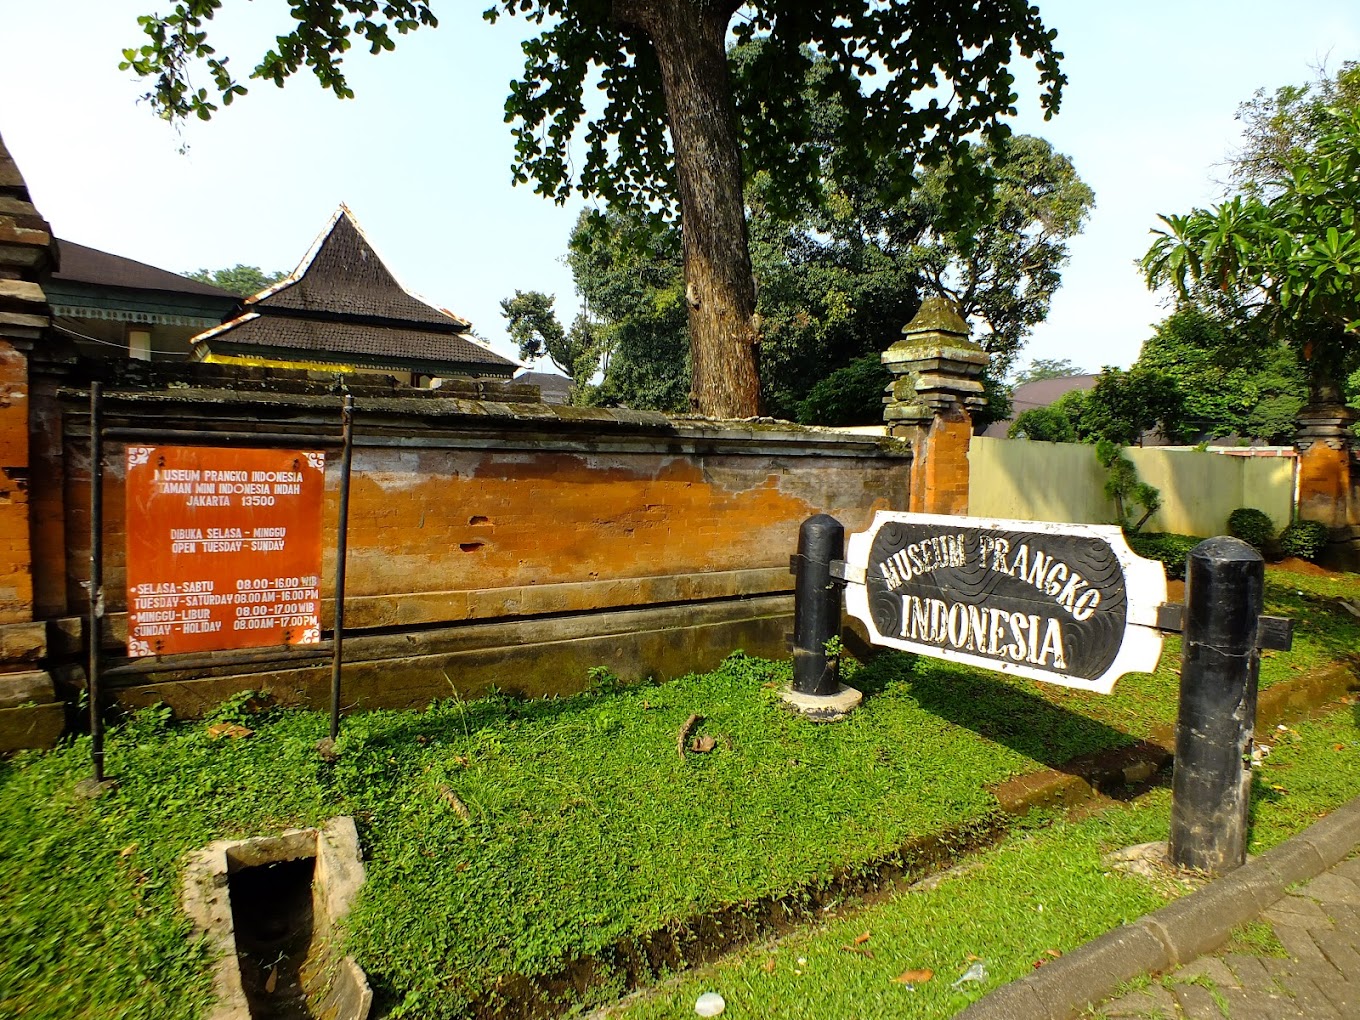 MUSEUM PRANGKO INDONESIA
TAMAN MINI INDONESIA INDAH
JAKARTA 13500
DIBUKA SELASA - MINGGU
OPEN TUESDAY - SUNDAY
• SELASA - SABTU 08.00-16.00 WIB
TUESDAY - SATURDAY 08.00 AM-16.00 PM
• MINGGU - LIBUR 08.00-17.00 WIB
SUNDAY - HOLIDAY 08.00 AM-17.00 PM
MUSEUM PRANGKO
INDONESIA